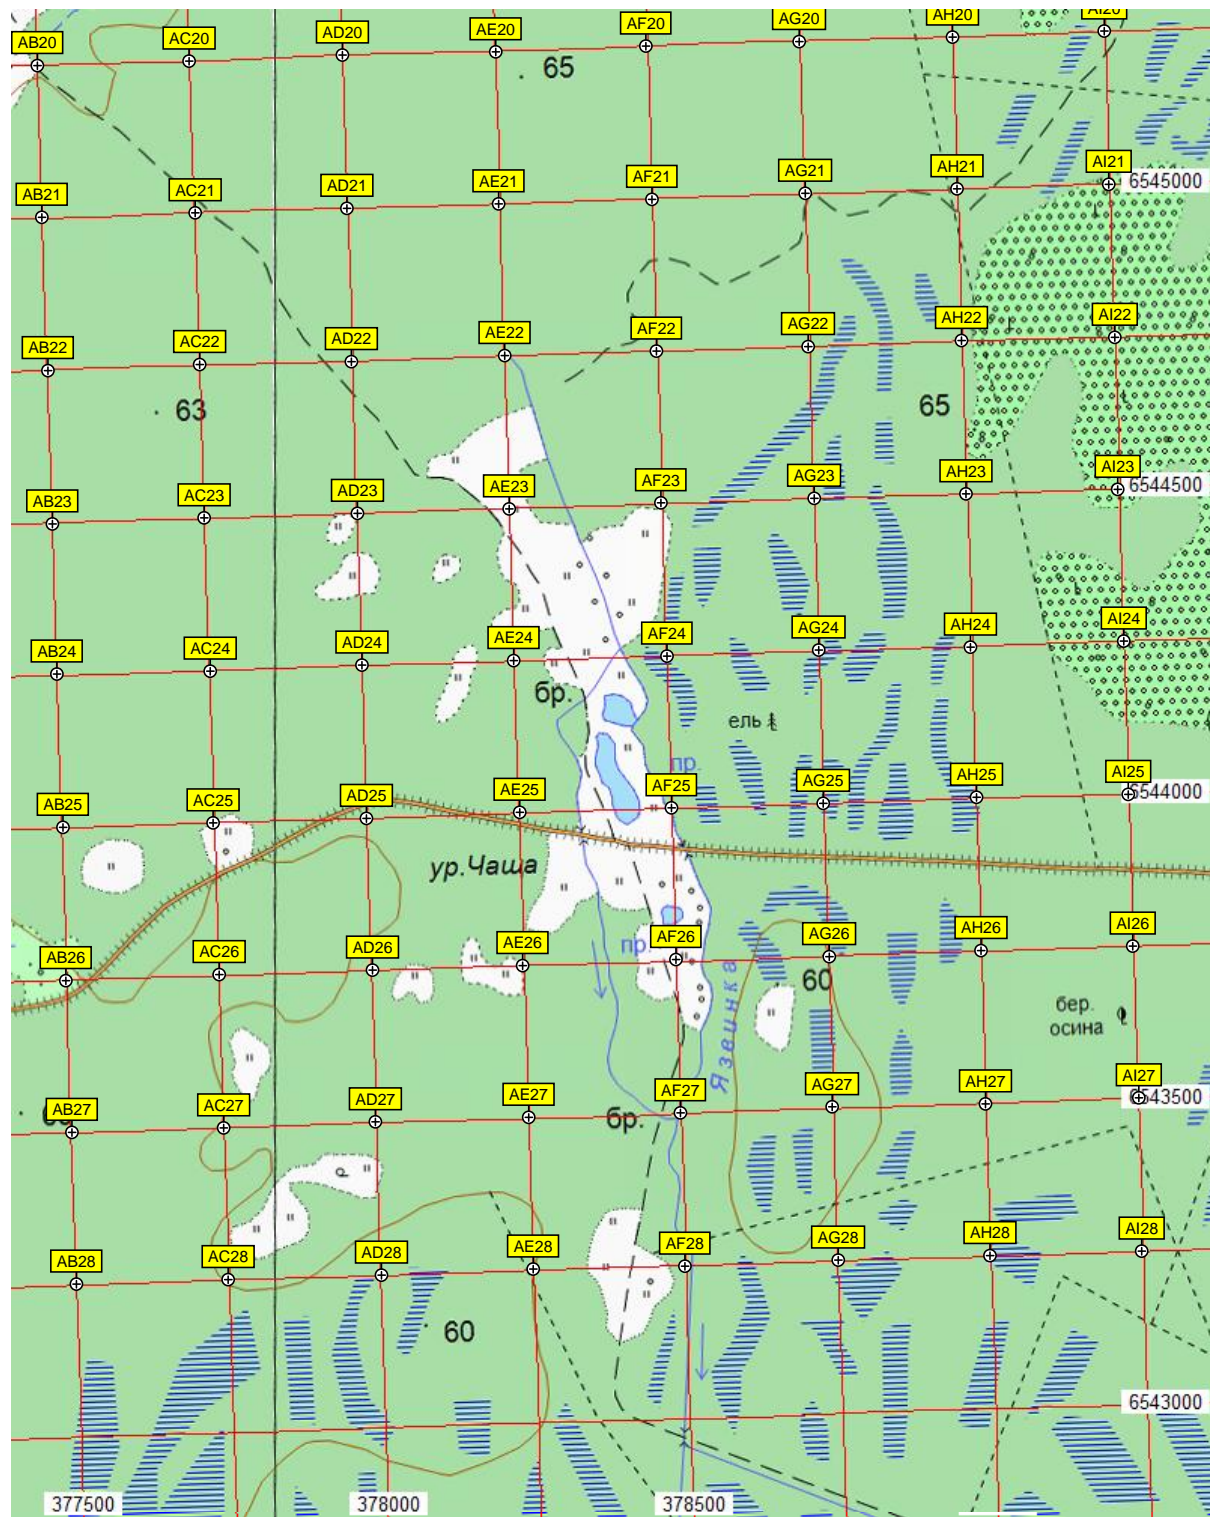 AB20 AC20 AD20 AE20 AF20 AG20 AH20 AI20
65
AB21 AC21 AD21 AE21 AF21 AG21 AH21 AI21
6545000
AB22 AC22 AD22 AE22 AF22 AG22 AH22 AI22
63
65
AB23 AC23 AD23 AE23 AF23 AG23 AH23 AI23
6544500
AB24 AC24 AD24 AE24 AF24 AG24 AH24 AI24
бр.
ель
пр.
AB25 AC25 AD25 AE25 AF25 AG25 AH25 AI25
6544000
ур.Чаша
AB26 AC26 AD26 AE26 AF26 AG26 AH26 AI26
пр.
60
Язвинка
бер.
осина
AB27 AC27 AD27 AE27 AF27 AG27 AH27 AI27
6543500
бр.
р
AB28 AC28 AD28 AE28 AF28 AG28 AH28 AI28
60
6543000
377500 378000 378500